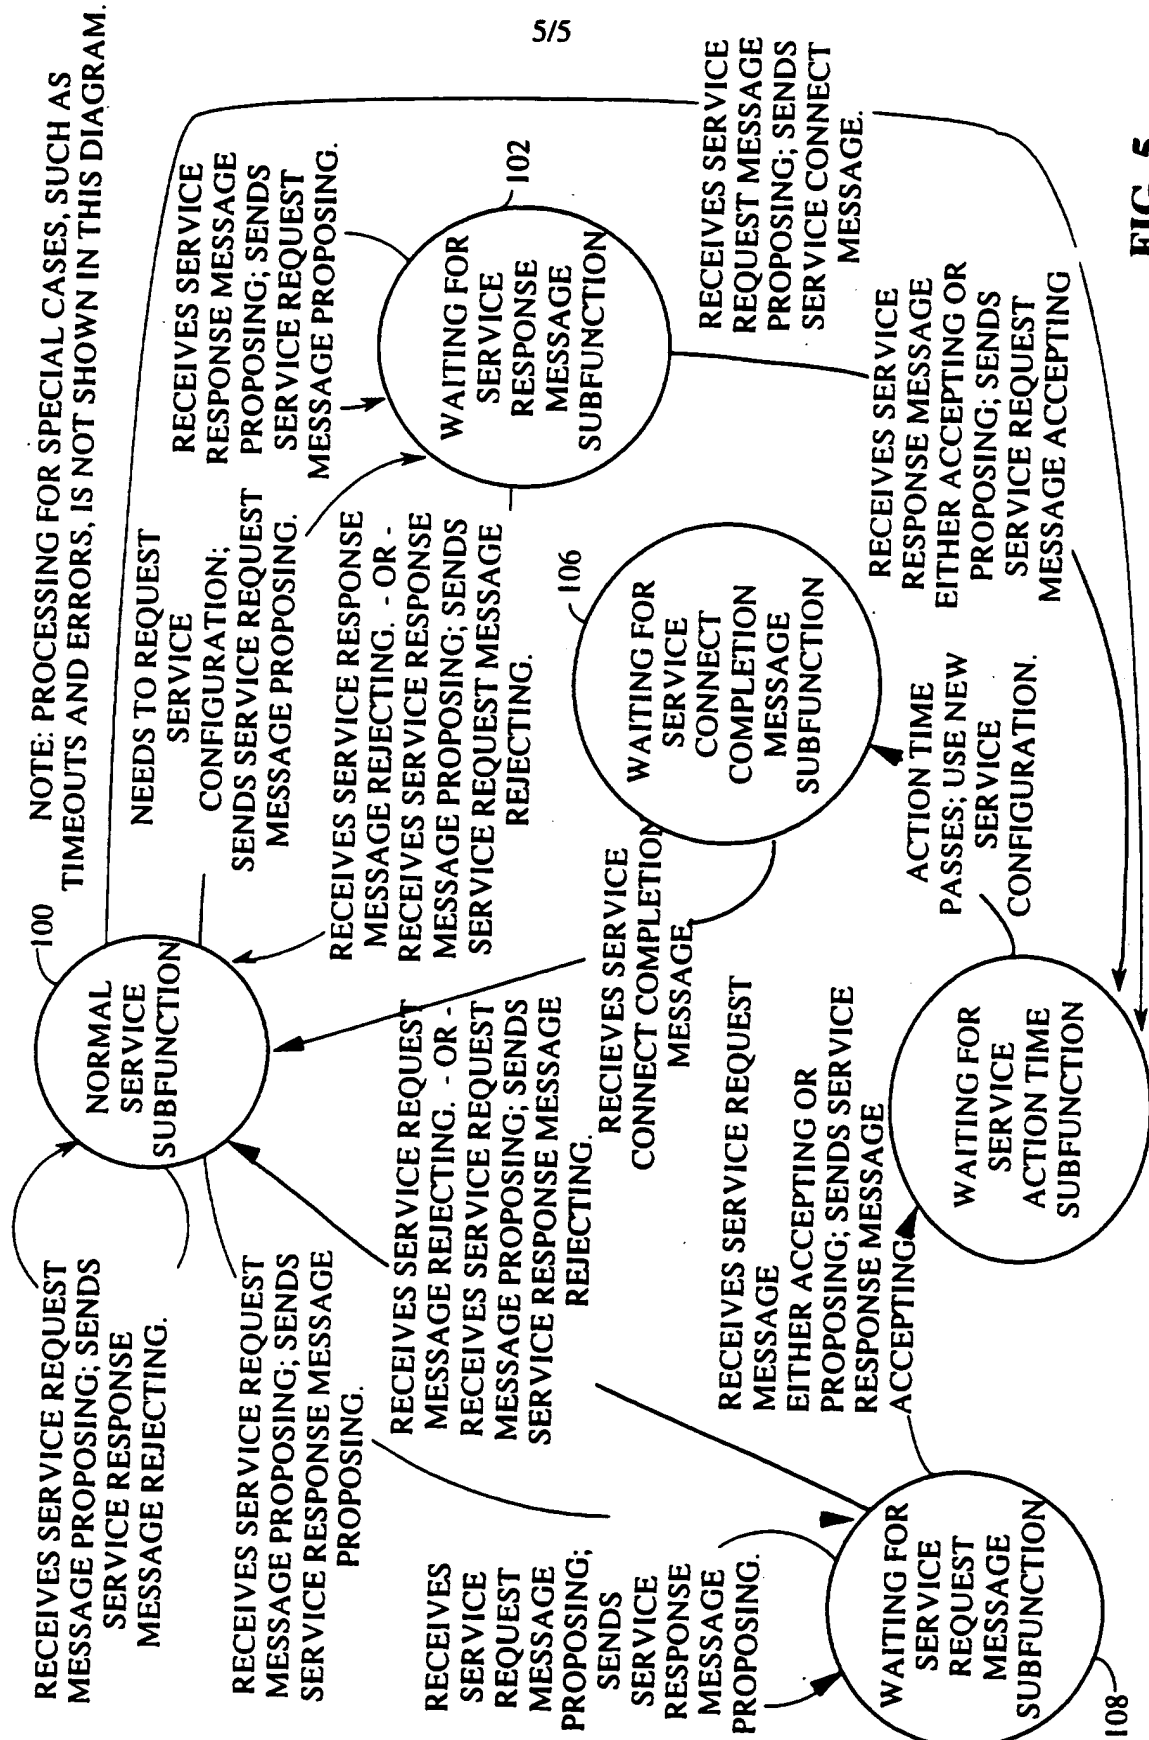 5/5
NOTE: PROCESSING FOR SPECIAL CASES, SUCH AS
TIMEOUTS AND ERRORS, IS NOT SHOWN IN THIS DIAGRAM.
100
NORMAL
SERVICE
SUBFUNCTION
RECEIVES SERVICE REQUEST
MESSAGE PROPOSING; SENDS
SERVICE RESPONSE
MESSAGE REJECTING.
RECEIVES SERVICE REQUEST
MESSAGE PROPOSING; SENDS
SERVICE RESPONSE MESSAGE
PROPOSING.
NEEDS TO REQUEST
SERVICE
CONFIGURATION;
SENDS SERVICE REQUEST
MESSAGE PROPOSING.
RECEIVES SERVICE
RESPONSE MESSAGE
PROPOSING; SENDS
SERVICE REQUEST
MESSAGE PROPOSING.
102
WAITING FOR
SERVICE
RESPONSE
MESSAGE
SUBFUNCTION
RECEIVES SERVICE RESPONSE
MESSAGE REJECTING. - OR -
RECEIVES SERVICE RESPONSE
MESSAGE PROPOSING; SENDS
SERVICE REQUEST MESSAGE
REJECTING.
RECEIVES SERVICE REQUEST
MESSAGE REJECTING. - OR -
RECEIVES SERVICE REQUEST
MESSAGE PROPOSING; SENDS
SERVICE RESPONSE MESSAGE
REJECTING.
RECEIVES
SERVICE
REQUEST
MESSAGE
PROPOSING;
SENDS
SERVICE
RESPONSE
MESSAGE
PROPOSING.
106
WAITING FOR
SERVICE
CONNECT
COMPLETION
MESSAGE
SUBFUNCTION
RECIEVES SERVICE
CONNECT COMPLETION
MESSAGE
RECEIVES SERVICE
REQUEST MESSAGE
PROPOSING; SENDS
SERVICE CONNECT
MESSAGE.
RECEIVES SERVICE REQUEST
MESSAGE
EITHER ACCEPTING OR
PROPOSING; SENDS SERVICE
RESPONSE MESSAGE
ACCEPTING
RECEIVES SERVICE
RESPONSE MESSAGE
EITHER ACCEPTING OR
PROPOSING; SENDS
SERVICE REQUEST
MESSAGE ACCEPTING
ACTION TIME
PASSES; USE NEW
SERVICE
CONFIGURATION.
WAITING FOR
SERVICE
REQUEST
MESSAGE
SUBFUNCTION
108
WAITING FOR
SERVICE
ACTION TIME
SUBFUNCTION
FIG. 5